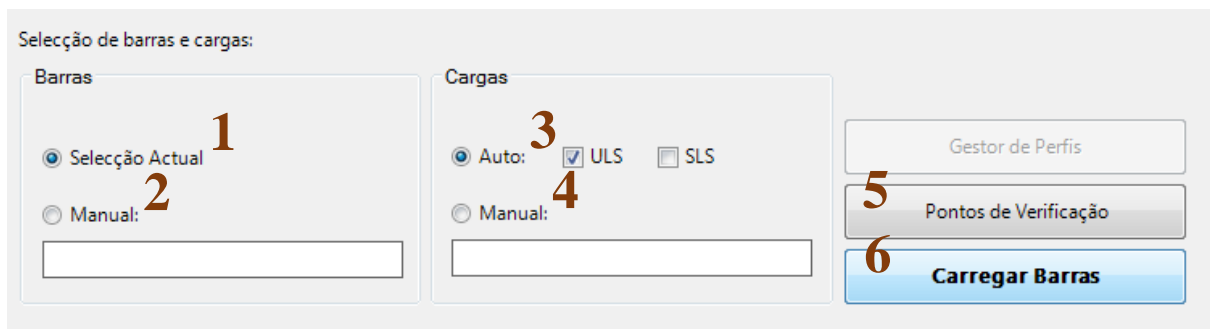 Selecção de barras e cargas:
Barras
1
Selecção Actual
2
Manual:
Cargas
3
Auto: ULS SLS
4
Manual:
Gestor de Perfis
5
Pontos de Verificação
6
Carregar Barras